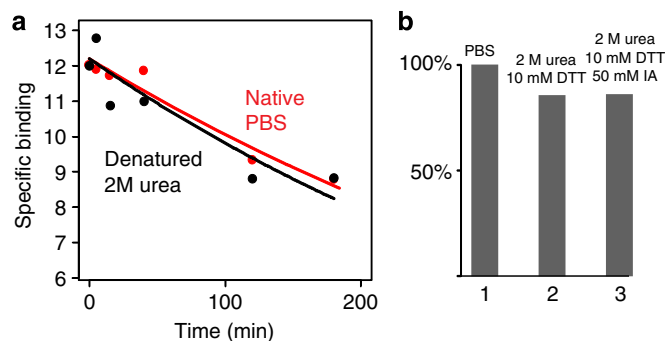 a
13
12
11
10
9
8
7
6
Specific binding
Native
PBS
Denatured
2M urea
0
100
200
Time (min)
b
100%
50%
PBS
2 M urea
10 mM DTT
2 M urea
10 mM DTT
50 mM IA
1
2
3